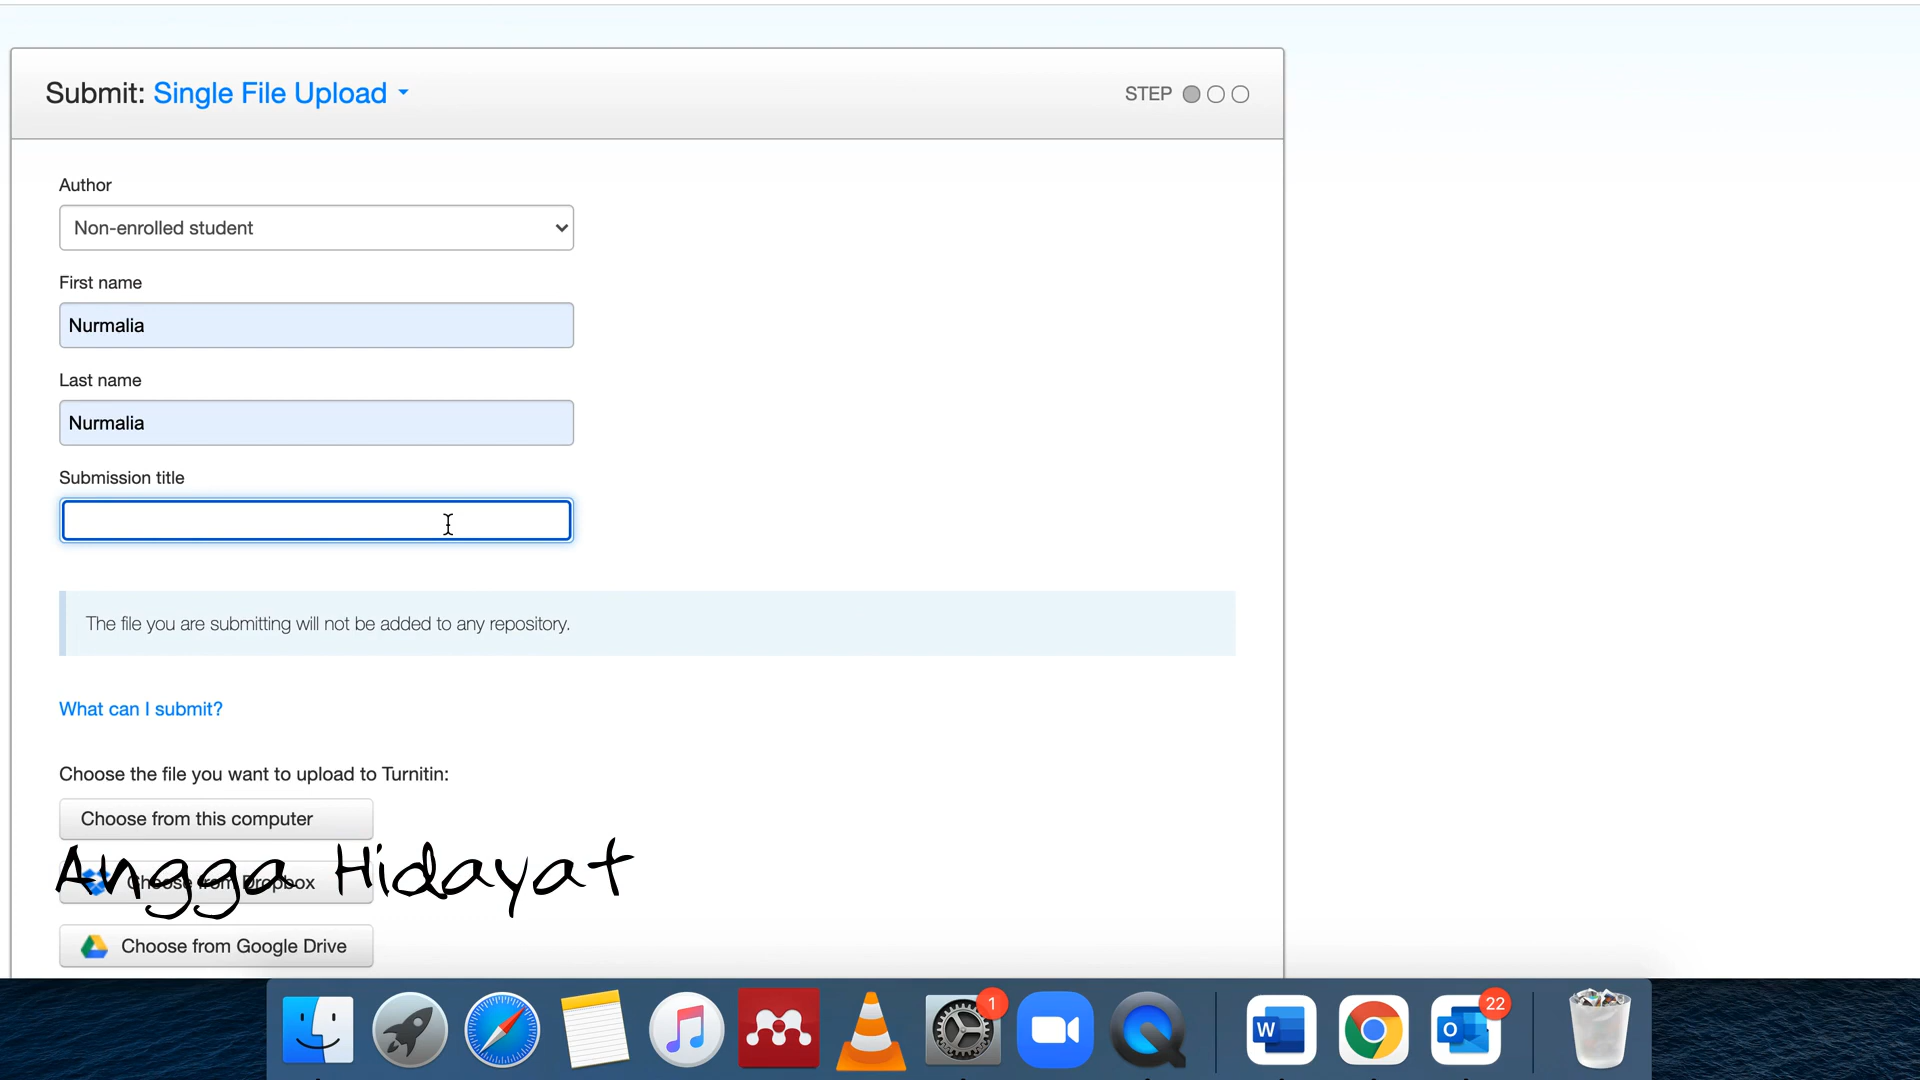 Submit: Single File Upload
STEP
Author
Non-enrolled student
First name
Nurmalia
Last name
Nurmalia
Submission title
The file you are submitting will not be added to any repository.
What can I submit?
Choose the file you want to upload to Turnitin:
Choose from this computer
Angga Hidayat
Choose from Dropbox
Choose from Google Drive
1
W
O
22